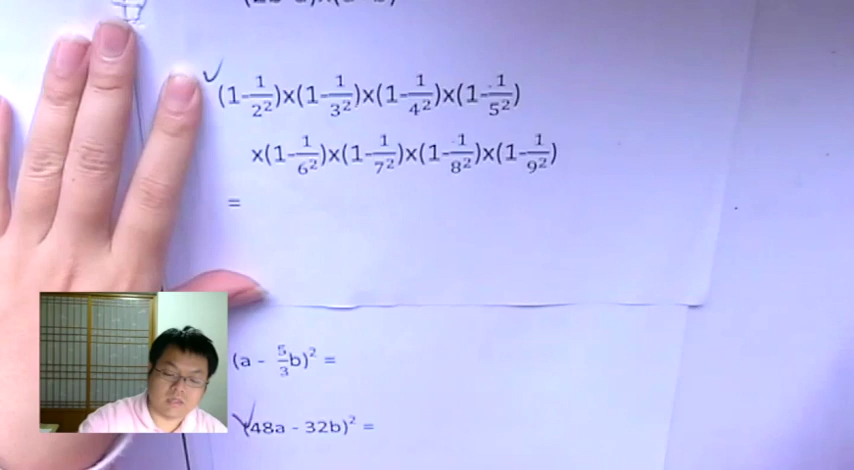 (1-1/2²)x(1-1/3²)x(1-1/4²)x(1-1/5²)
x(1-1/6²)x(1-1/7²)x(1-1/8²)x(1-1/9²)
=
(a - 5/3b)² =
(48a - 32b)² =